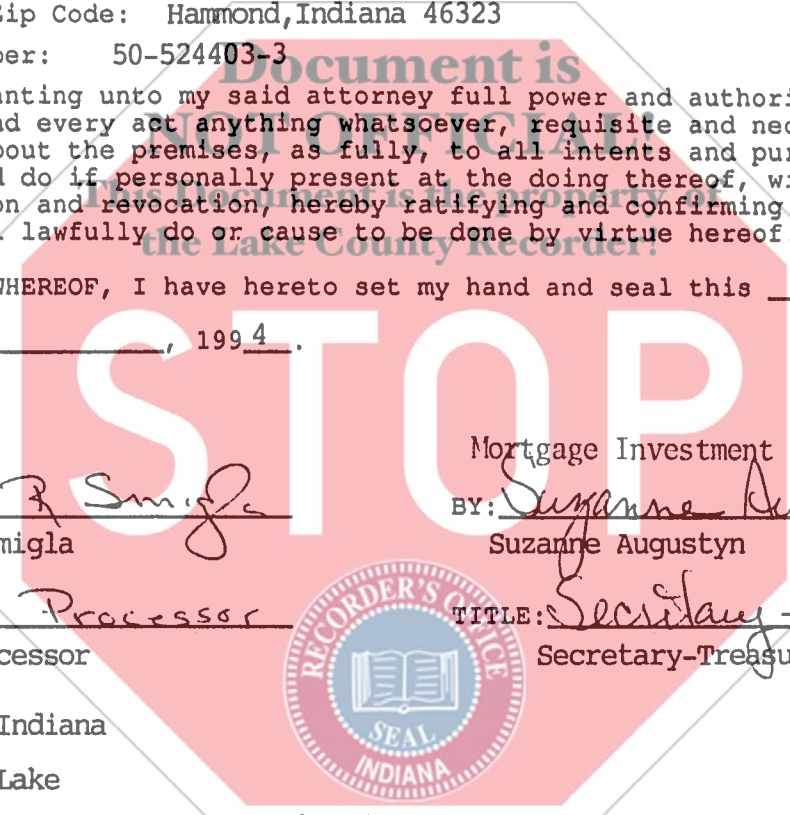 Zip Code: Hammond, Indiana 46323
ber: 50-524403-3
Document is
anting unto my said attorney full power and authori
nd every act anything whatsoever, requisite and nec
NOT OFFICIAL!
bout the premises, as fully, to all intents and pur
d do if personally present at the doing thereof, wi
This Document is the property of
on and revocation, hereby ratifying and confirming
lawfully do or cause to be done by virtue hereof
the Lake County Recorder!
WHEREOF, I have hereto set my hand and seal this
, 1994.
STOP
Mortgage Investment
R Smigla
BY: Suzanne Au
migla
Suzanne Augustyn
Processor
TITLE: Secretary-
cessor
Secretary-Treasu
RECORDER'S OFFICE
SEAL
INDIANA
Indiana
Lake